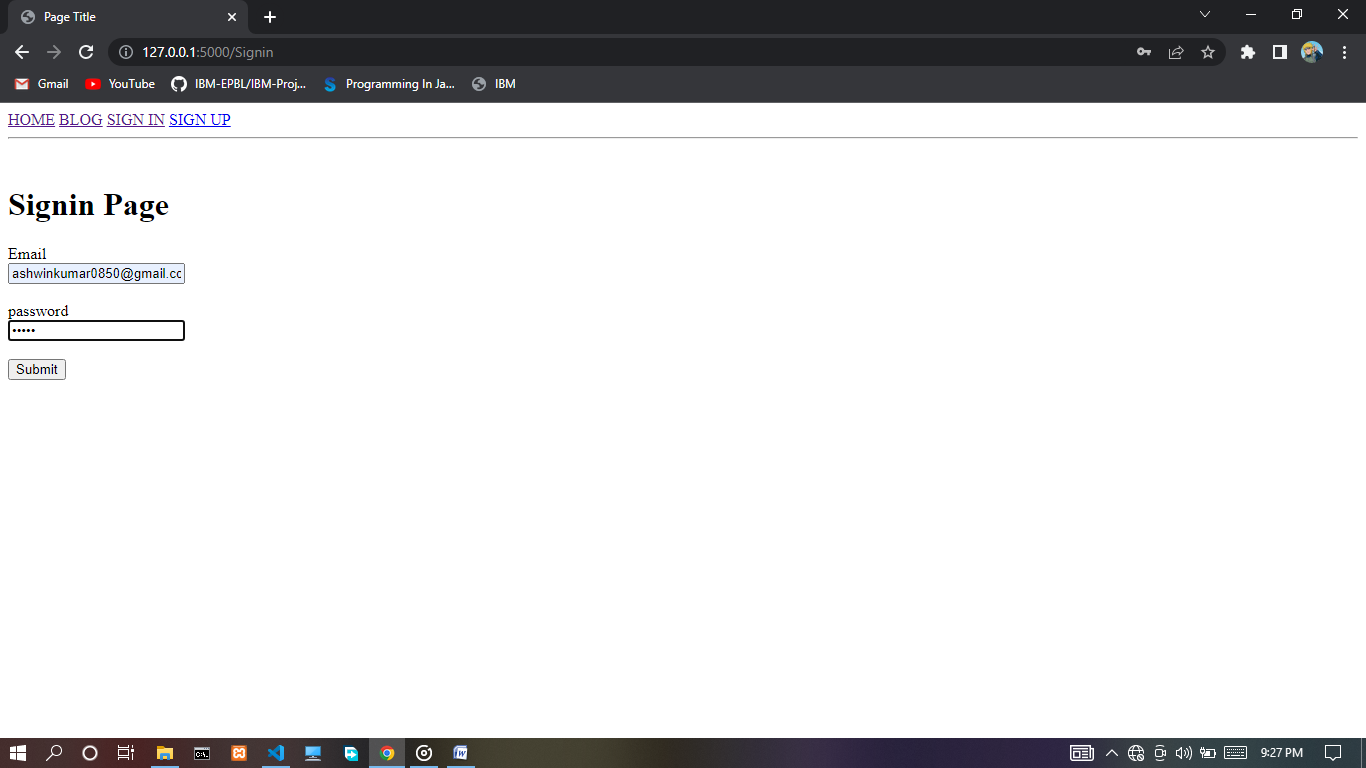 Page Title
127.0.0.1:5000/Signin
Gmail YouTube IBM-EPBL/IBM-Proj... Programming In Ja... IBM
HOME BLOG SIGN IN SIGN UP
Signin Page
Email
ashwinkumar0850@gmail.cc
password
•••••
Submit
9:27 PM